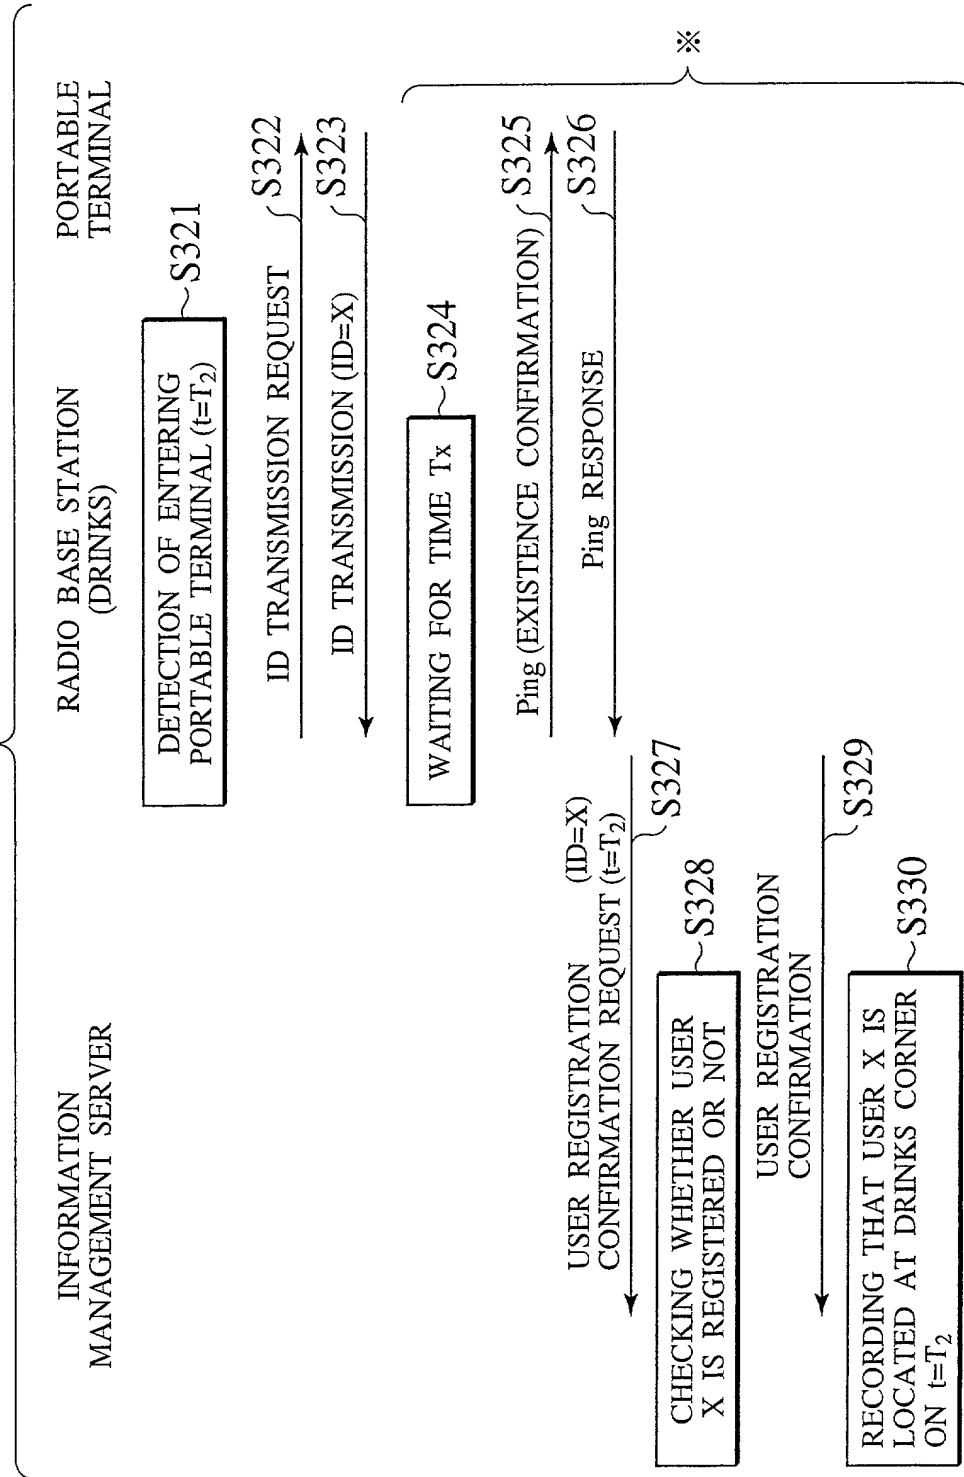 INFORMATION
MANAGEMENT SERVER
RADIO BASE STATION
(DRINKS)
PORTABLE
TERMINAL
DETECTION OF ENTERING
PORTABLE TERMINAL (t=T2)
S321
ID TRANSMISSION REQUEST
S322
ID TRANSMISSION (ID=X)
S323
WAITING FOR TIME Tx
S324
※
Ping (EXISTENCE CONFIRMATION)
S325
Ping RESPONSE
S326
USER REGISTRATION (ID=X)
CONFIRMATION REQUEST (t=T2)
S327
CHECKING WHETHER USER
X IS REGISTERED OR NOT
S328
USER REGISTRATION
CONFIRMATION
S329
RECORDING THAT USER X IS
LOCATED AT DRINKS CORNER
ON t=T2
S330